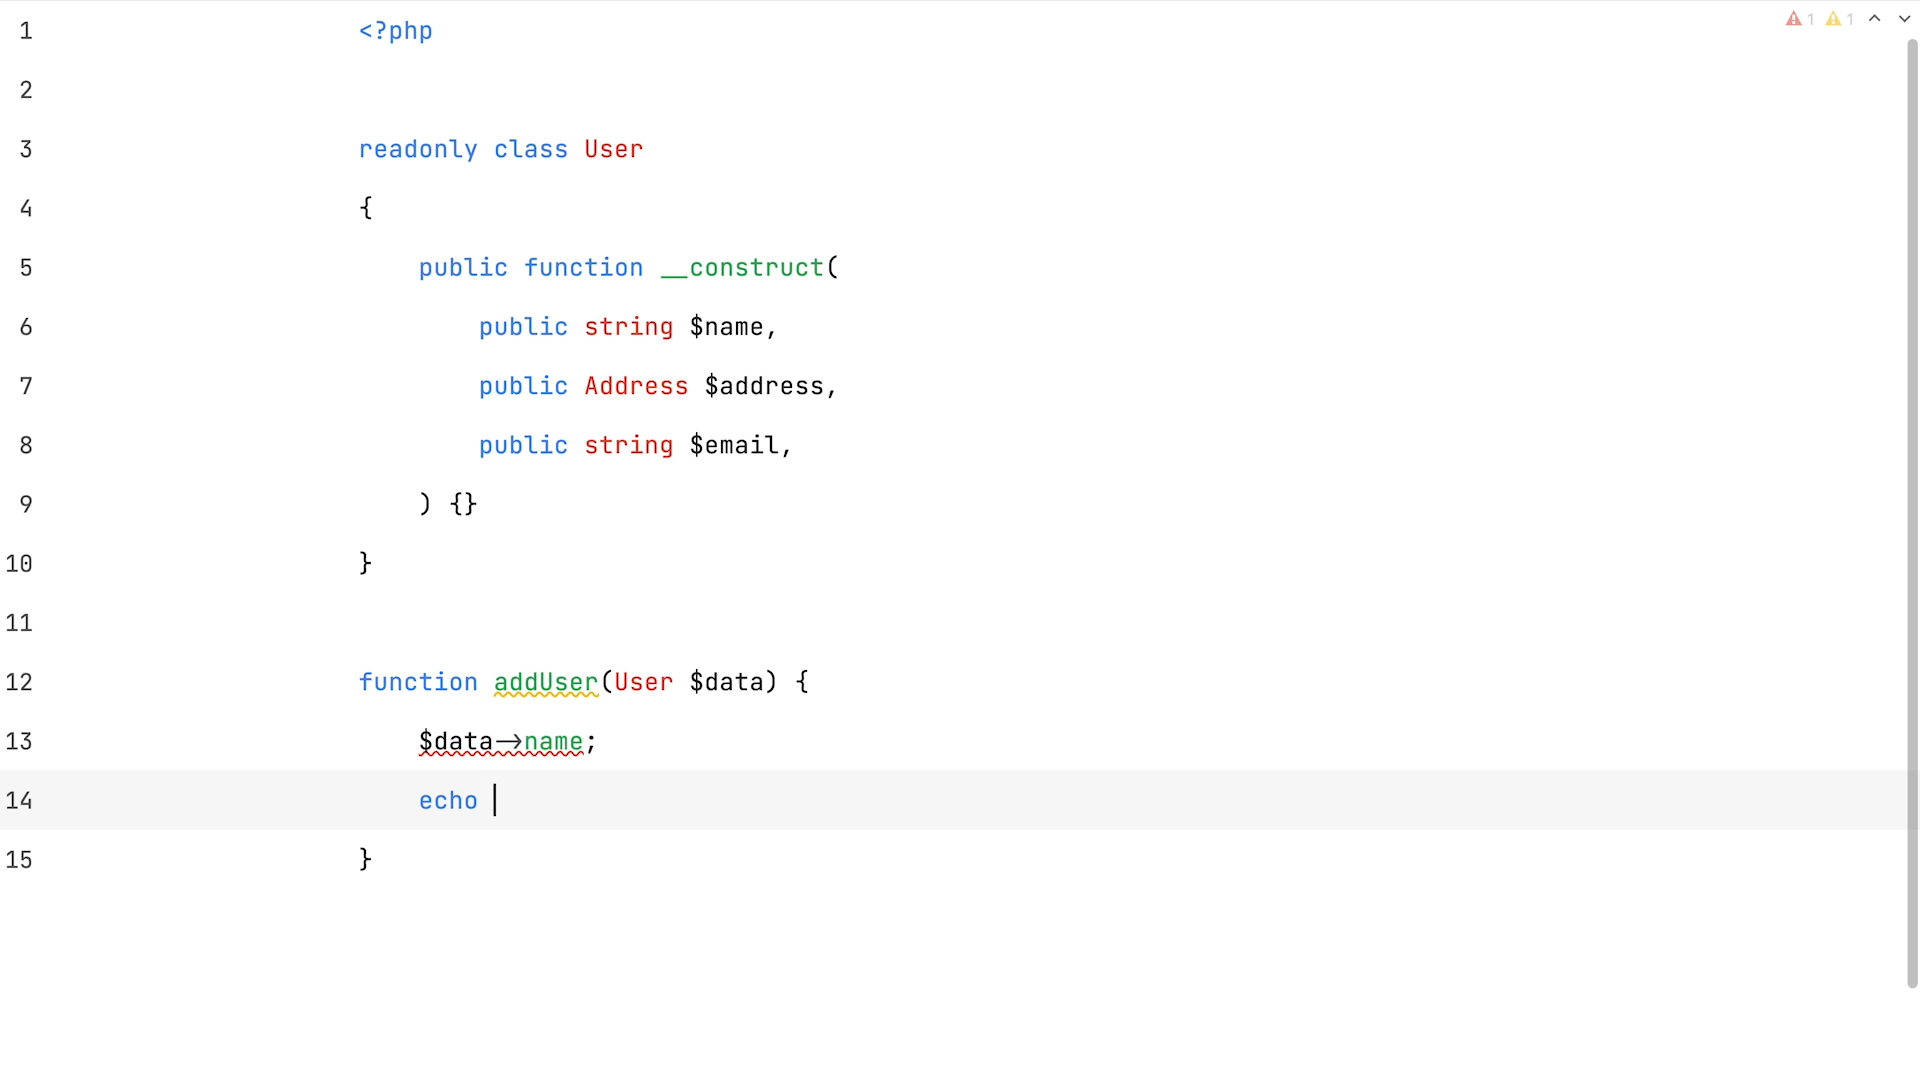 1 <?php
2
3 readonly class User
4 {
5 public function __construct(
6 public string $name,
7 public Address $address,
8 public string $email,
9 ) {}
10 }
11
12 function addUser(User $data) {
13 $data->name;
14 echo
15 }
1 1